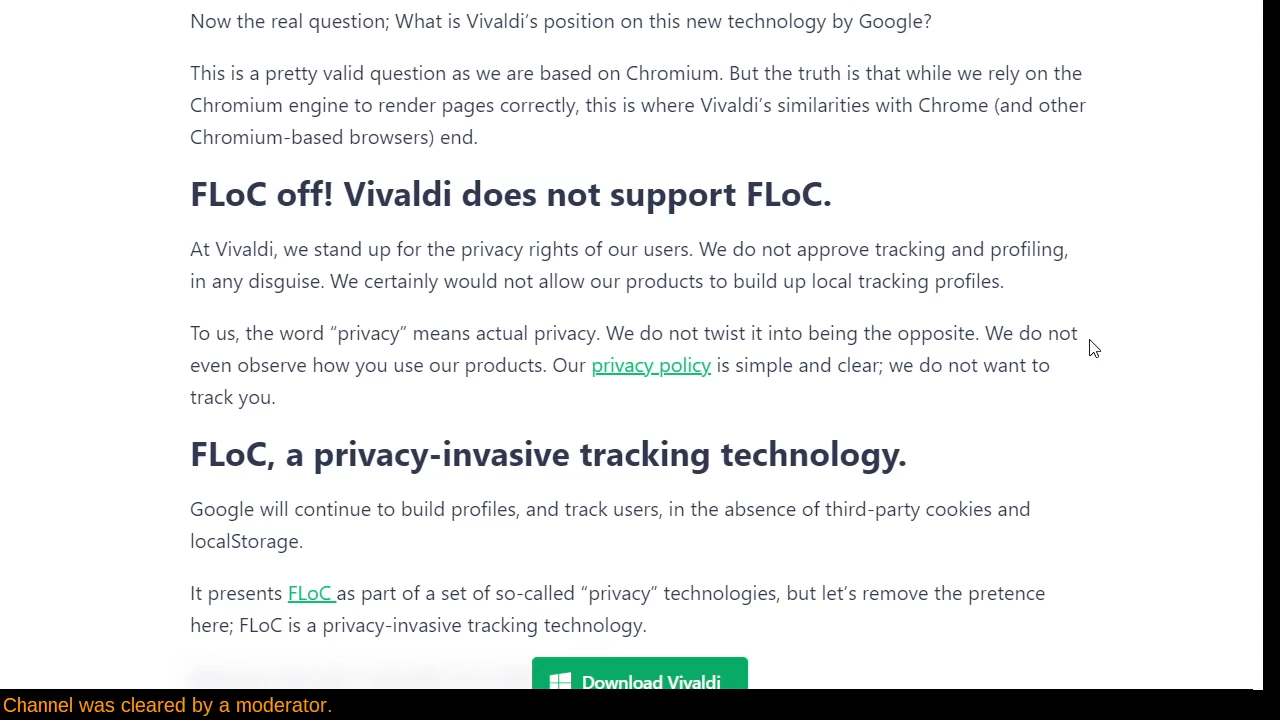 Now the real question; What is Vivaldi’s position on this new technology by Google?
This is a pretty valid question as we are based on Chromium. But the truth is that while we rely on the
Chromium engine to render pages correctly, this is where Vivaldi’s similarities with Chrome (and other
Chromium-based browsers) end.
FLoC off! Vivaldi does not support FLoC.
At Vivaldi, we stand up for the privacy rights of our users. We do not approve tracking and profiling,
in any disguise. We certainly would not allow our products to build up local tracking profiles.
To us, the word “privacy” means actual privacy. We do not twist it into being the opposite. We do not
even observe how you use our products. Our privacy policy is simple and clear; we do not want to
track you.
FLoC, a privacy-invasive tracking technology.
Google will continue to build profiles, and track users, in the absence of third-party cookies and
localStorage.
It presents FLoC as part of a set of so-called “privacy” technologies, but let’s remove the pretence
here; FLoC is a privacy-invasive tracking technology.
Download Vivaldi
Channel was cleared by a moderator.